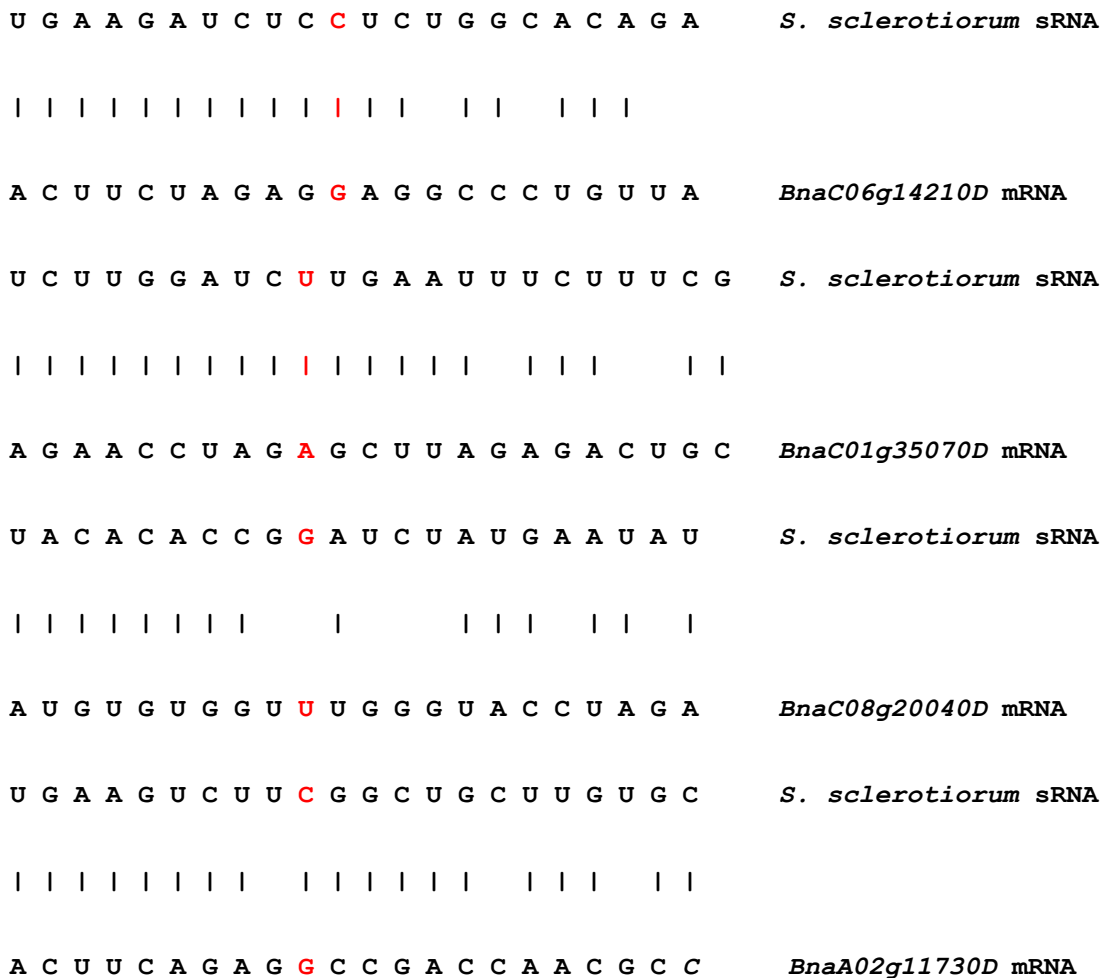 U G A A G A U C U C C U C U G G C A C A G A S. sclerotiorum sRNA
| | | | | | | | | | | | | | | | | | |
A C U U C U A G A G G A G G C C C U G U U A BnaC06g14210D mRNA
U C U U G G A U C U U G A A U U U C U U U C G S. sclerotiorum sRNA
| | | | | | | | | | | | | | | | | | | |
A G A A C C U A G A G C U U A G A G A C U G C BnaC01g35070D mRNA
U A C A C A C C G G A U C U A U G A A U A U S. sclerotiorum sRNA
| | | | | | | | | | | | | | |
A U G U G U G G U U U G G G U A C C U A G A BnaC08g20040D mRNA
U G A A G U C U U C G G C U G C U U G U G C S. sclerotiorum sRNA
| | | | | | | | | | | | | | | | | | |
A C U U C A G A G G C C G A C C A A C G C C BnaA02g11730D mRNA